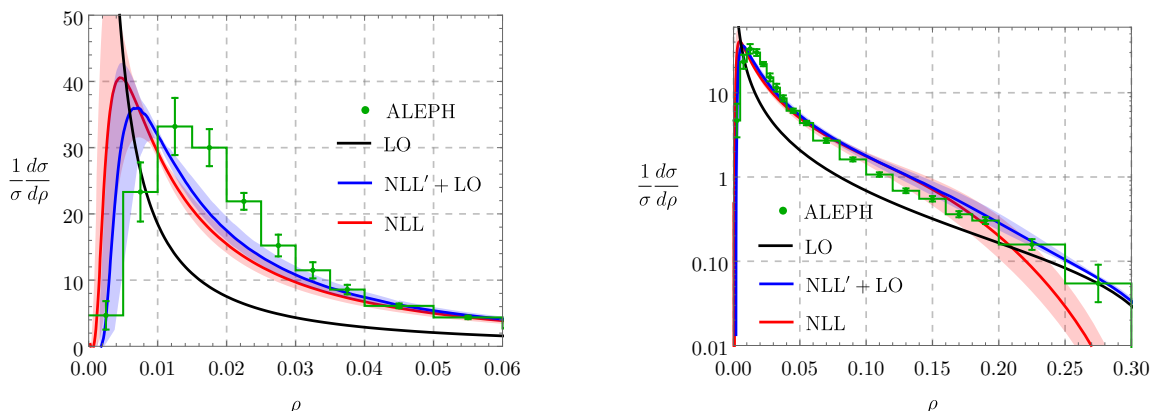 50
40
30
20
10
0
1 dσ
σ dρ
ALEPH
LO
NLL′ + LO
NLL
0.00 0.01 0.02 0.03 0.04 0.05 0.06
ρ
10
1
0.10
0.01
1 dσ
σ dρ
ALEPH
LO
NLL′ + LO
NLL
0.00 0.05 0.10 0.15 0.20 0.25 0.30
ρ